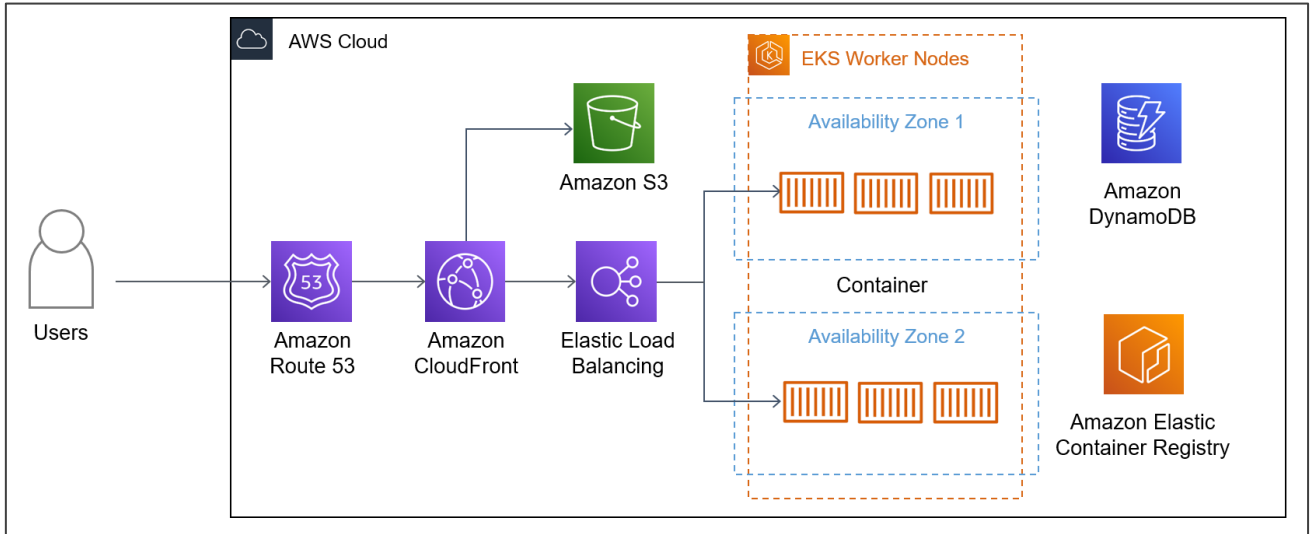 AWS Cloud
EKS Worker Nodes
Availability Zone 1
Amazon S3
Amazon
DynamoDB
Users
53
Amazon
Route 53
Amazon
CloudFront
Elastic Load
Balancing
Container
Availability Zone 2
Amazon Elastic
Container Registry
K